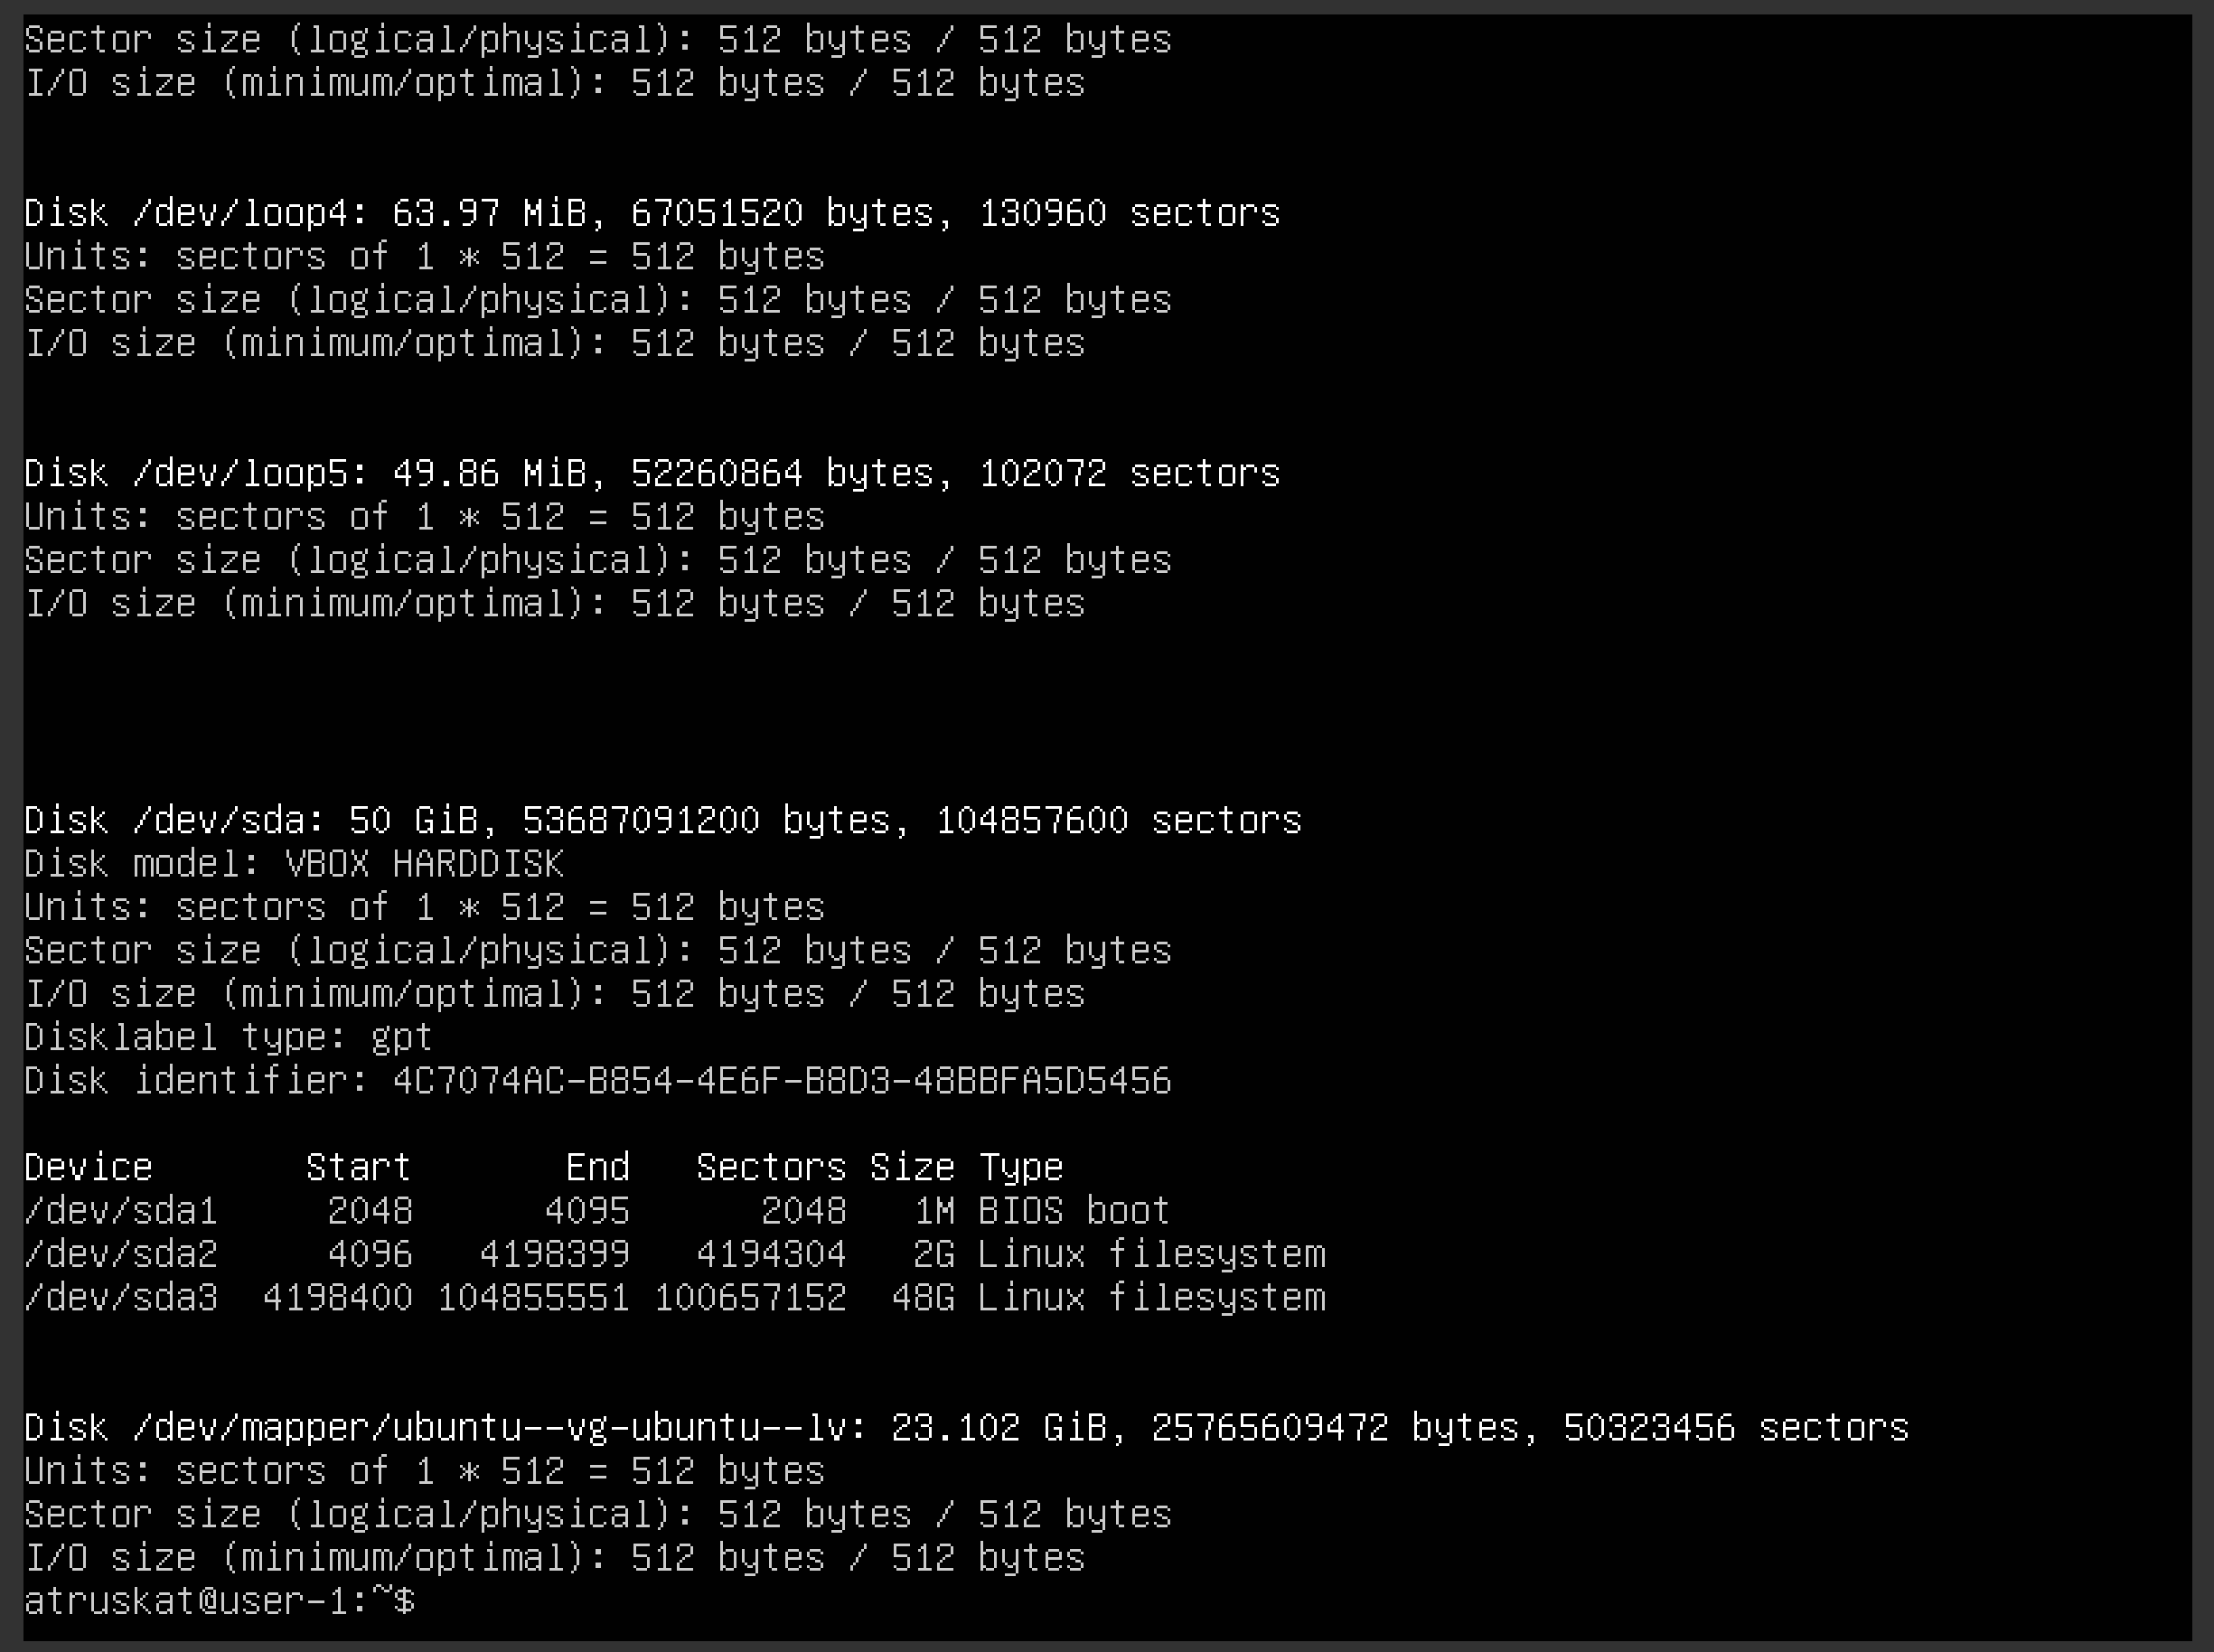 Sector size (logical/physical): 512 bytes / 512 bytes
I/O size (minimum/optimal): 512 bytes / 512 bytes
Disk /dev/loop4: 63.97 MiB, 67051520 bytes, 130960 sectors
Units: sectors of 1 * 512 = 512 bytes
Sector size (logical/physical): 512 bytes / 512 bytes
I/O size (minimum/optimal): 512 bytes / 512 bytes
Disk /dev/loop5: 49.86 MiB, 52260864 bytes, 102072 sectors
Units: sectors of 1 * 512 = 512 bytes
Sector size (logical/physical): 512 bytes / 512 bytes
I/O size (minimum/optimal): 512 bytes / 512 bytes
Disk /dev/sda: 50 GiB, 53687091200 bytes, 104857600 sectors
Disk model: VBOX HARDDISK
Units: sectors of 1 * 512 = 512 bytes
Sector size (logical/physical): 512 bytes / 512 bytes
I/O size (minimum/optimal): 512 bytes / 512 bytes
Disklabel type: gpt
Disk identifier: 4C7074AC-B854-4E6F-B8D3-48BBFA5D5456
Device       Start       End   Sectors Size Type
/dev/sda1     2048      4095      2048   1M BIOS boot
/dev/sda2     4096   4198399   4194304   2G Linux filesystem
/dev/sda3  4198400 104855551 100657152  48G Linux filesystem
Disk /dev/mapper/ubuntu--vg-ubuntu--lv: 23.102 GiB, 25765609472 bytes, 50323456 sectors
Units: sectors of 1 * 512 = 512 bytes
Sector size (logical/physical): 512 bytes / 512 bytes
I/O size (minimum/optimal): 512 bytes / 512 bytes
atruskat@user-1:~$